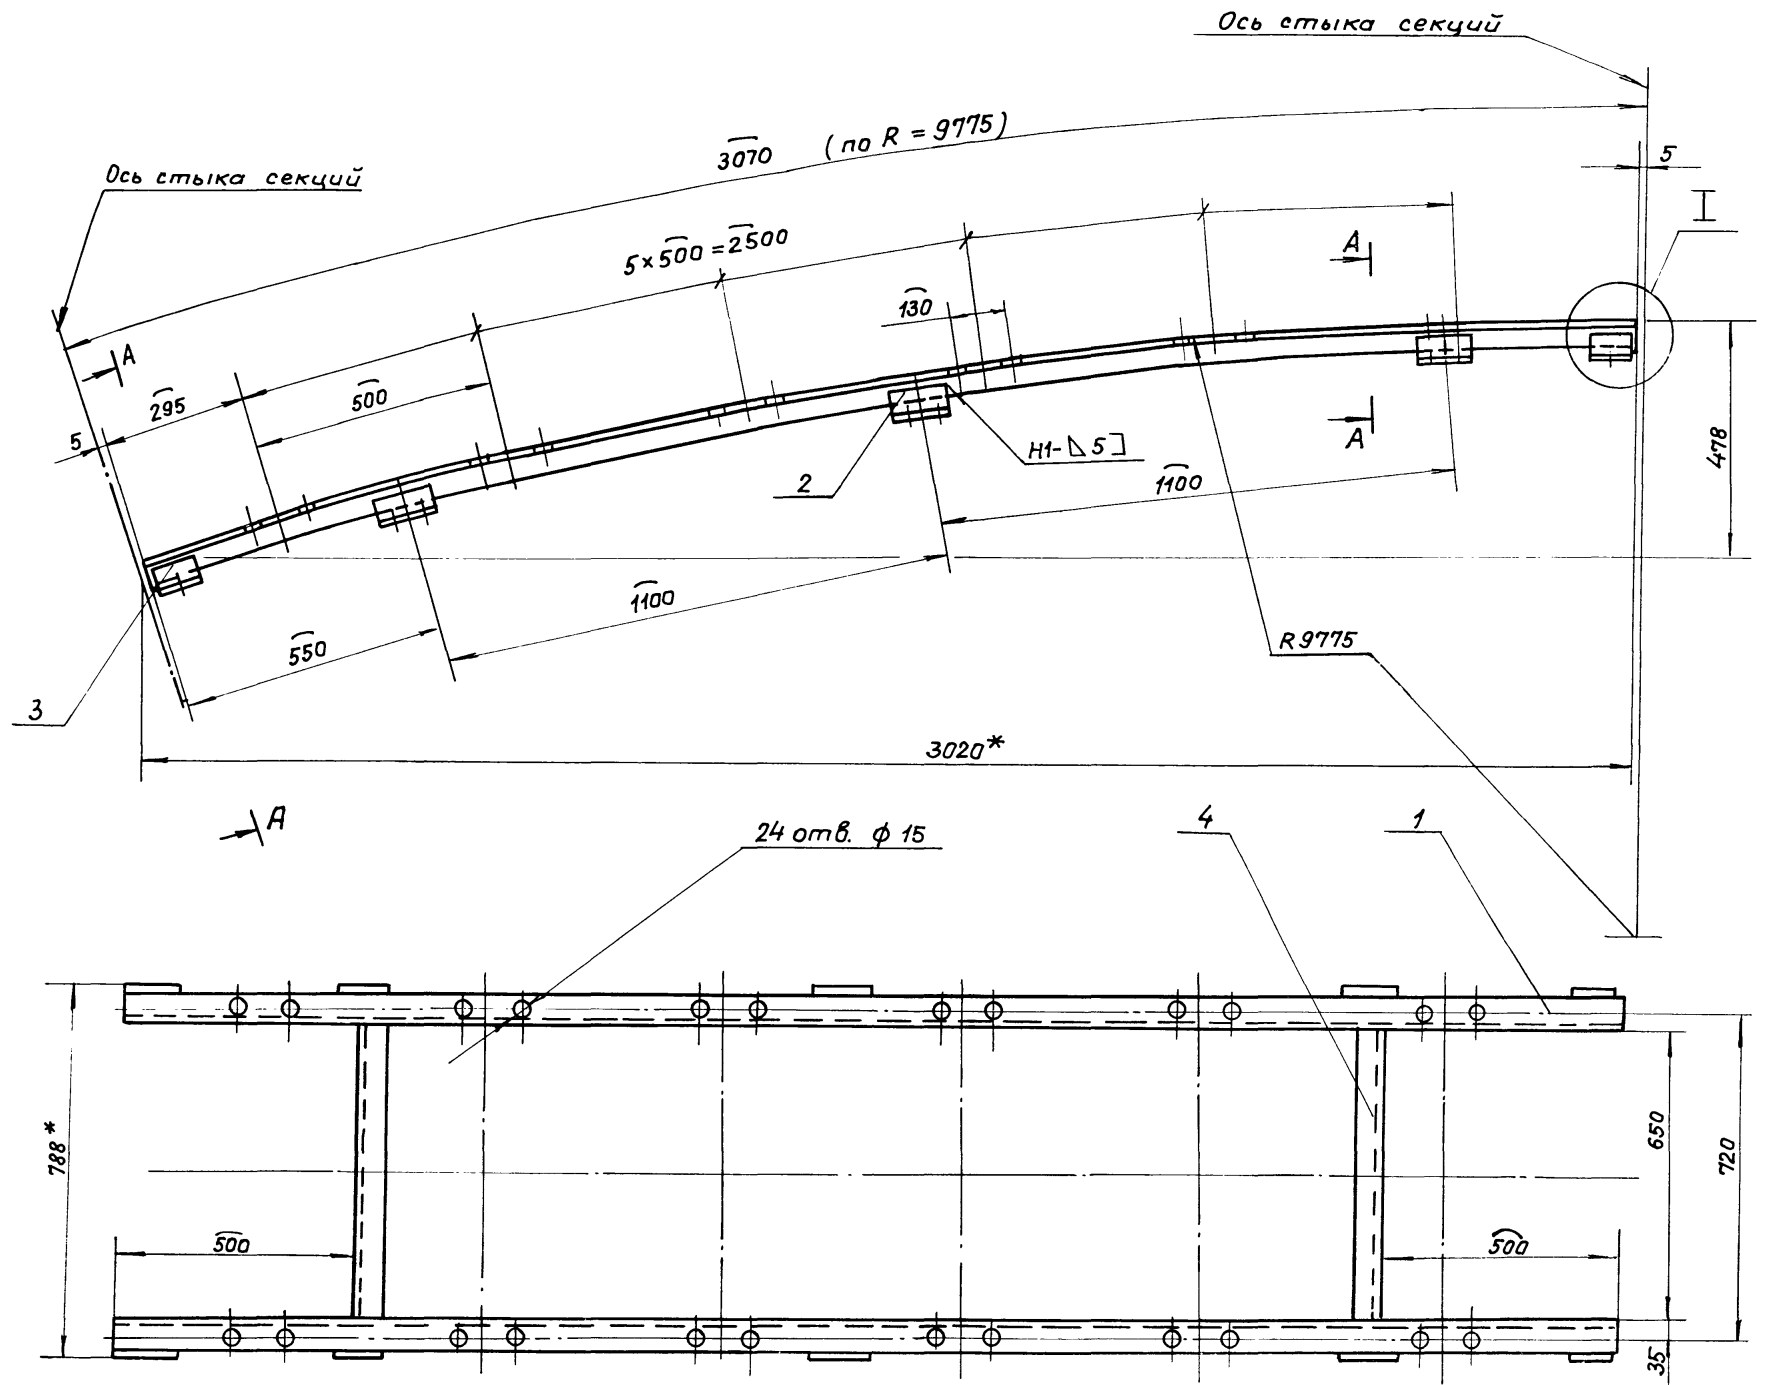 Ось стыка секций
3070 (по R = 9775)
5
Ось стыка секций
I
5×500=2500
А
130
А
295
500
5
Н1-⊿5⊐
А
478
2
1100
1100
550
R9775
3
3020*
А
24 отв. ϕ 15
4
1
788*
650
720
500
500
35